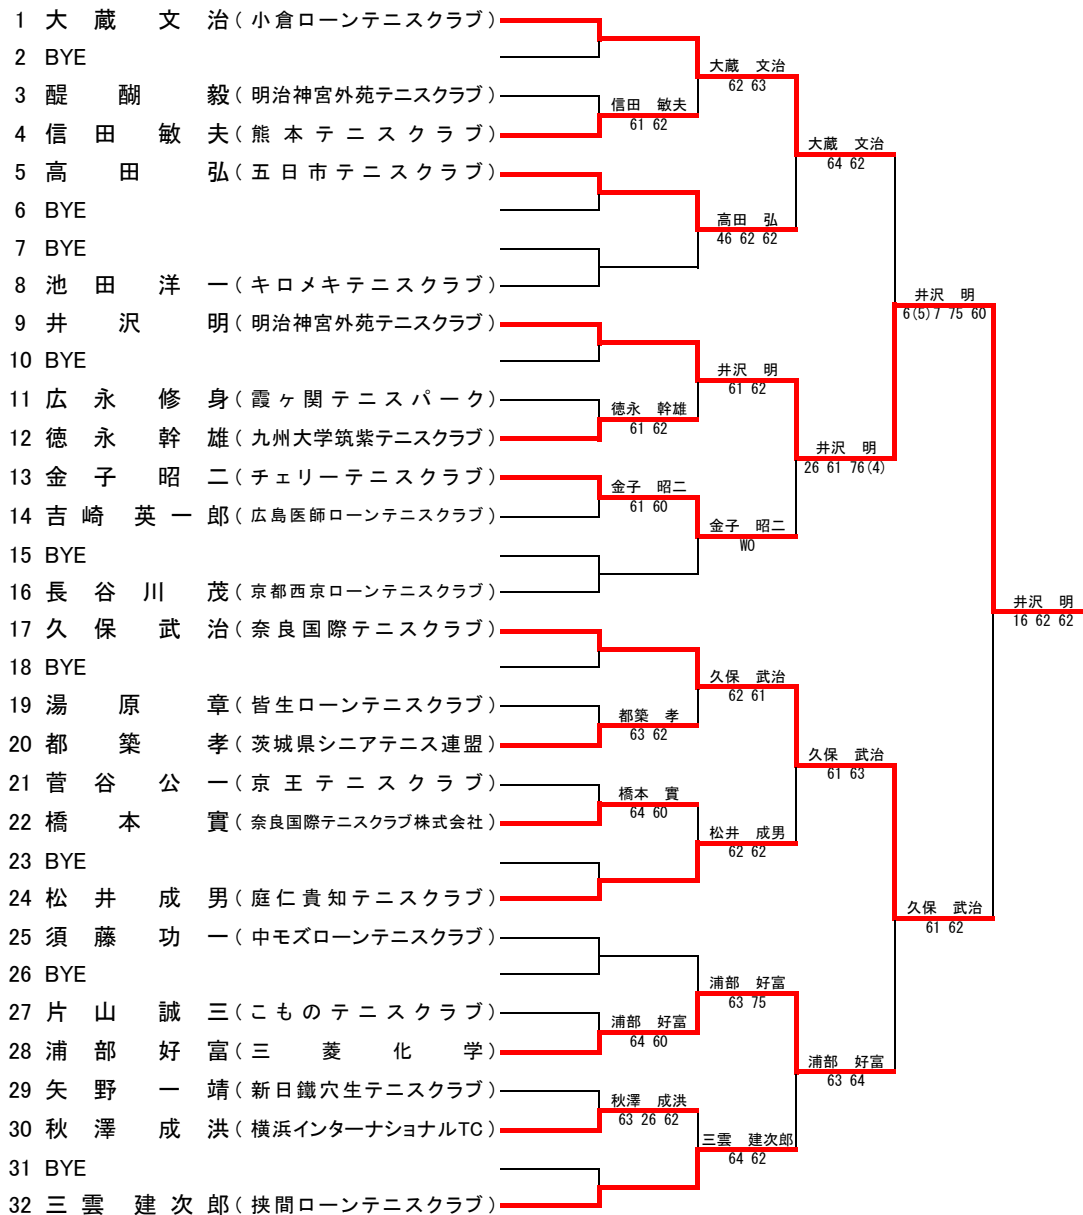 1 大蔵文治(小倉ローンテニスクラブ)
2 BYE
3 醍醐毅(明治神宮外苑テニスクラブ)
4 信田敏夫(熊本テニスクラブ)
5 高田弘(五日市テニスクラブ)
6 BYE
7 BYE
8 池田洋一(キロメキテニスクラブ)
9 井沢明(明治神宮外苑テニスクラブ)
10 BYE
11 広永修身(霞ヶ関テニスパーク)
12 徳永幹雄(九州大学筑紫テニスクラブ)
13 金子昭二(チェリーテニスクラブ)
14 吉崎英一郎(広島医師ローンテニスクラブ)
15 BYE
16 長谷川茂(京都西京ローンテニスクラブ)
17 久保武治(奈良国際テニスクラブ)
18 BYE
19 湯原章(皆生ローンテニスクラブ)
20 都築孝(茨城県シニアテニス連盟)
21 菅谷公一(京王テニスクラブ)
22 橋本實(奈良国際テニスクラブ株式会社)
23 BYE
24 松井成男(庭仁貴知テニスクラブ)
25 須藤功一(中モズローンテニスクラブ)
26 BYE
27 片山誠三(こものテニスクラブ)
28 浦部好富(三菱化学)
29 矢野一靖(新日鐵穴生テニスクラブ)
30 秋澤成洪(横浜インターナショナルTC)
31 BYE
32 三雲建次郎(挟間ローンテニスクラブ)
信田 敏夫
61 62
徳永 幹雄
61 62
金子 昭二
61 60
都築 孝
63 62
橋本 實
64 60
浦部 好富
64 60
秋澤 成洪
63 26 62
大蔵 文治
62 63
高田 弘
46 62 62
井沢 明
61 62
金子 昭二
WO
久保 武治
62 61
松井 成男
62 62
浦部 好富
63 75
三雲 建次郎
64 62
大蔵 文治
64 62
井沢 明
26 61 76(4)
久保 武治
61 63
浦部 好富
63 64
井沢 明
6(5)7 75 60
久保 武治
61 62
井沢 明
16 62 62